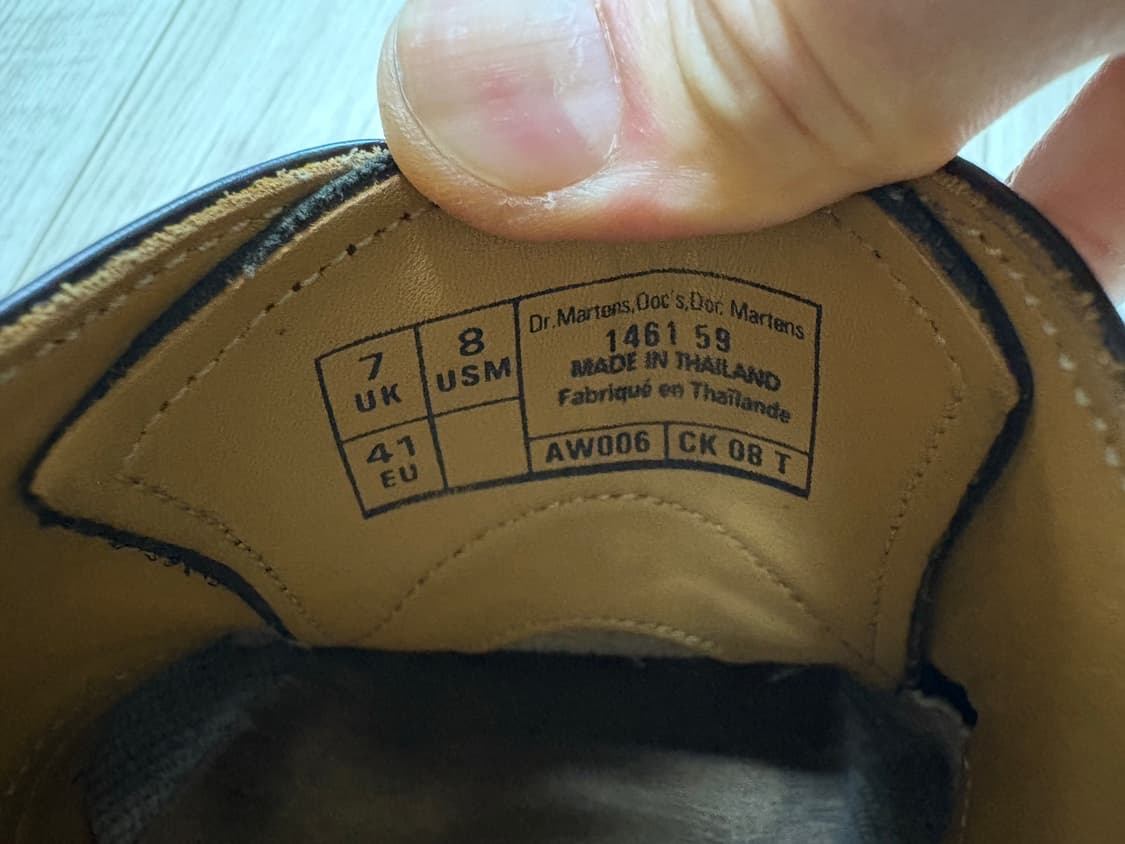 7
UK
8
USM
41
EU
Dr.Martens,Doc's,Dor. Martens
1461 59
MADE IN THAILAND
Fabriqué en Thaïlande
AW006
CK 08 T